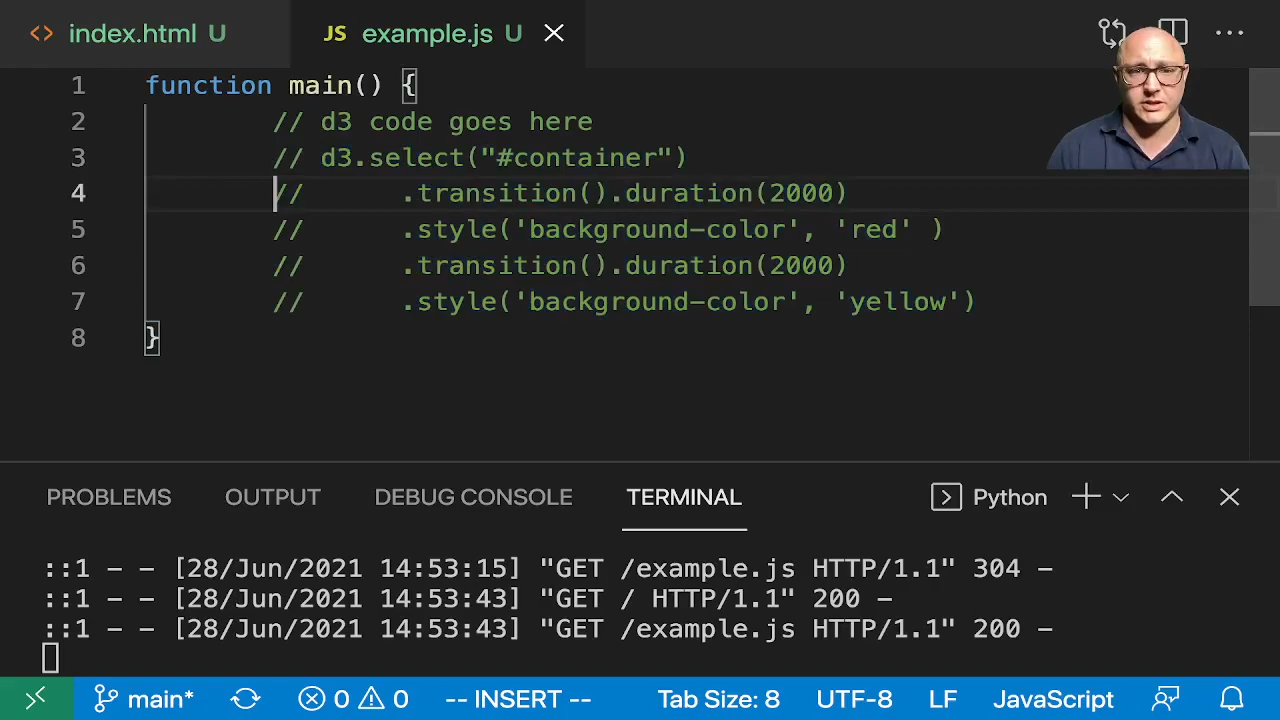 index.html U
JS example.js U
1 function main() {
2 // d3 code goes here
3 // d3.select("#container")
4 // .transition().duration(2000)
5 // .style('background-color', 'red' )
6 // .transition().duration(2000)
7 // .style('background-color', 'yellow')
8 }
PROBLEMS OUTPUT DEBUG CONSOLE TERMINAL Python
::1 - - [28/Jun/2021 14:53:15] "GET /example.js HTTP/1.1" 304 -
::1 - - [28/Jun/2021 14:53:43] "GET / HTTP/1.1" 200 -
::1 - - [28/Jun/2021 14:53:43] "GET /example.js HTTP/1.1" 200 -
main* 0 0 -- INSERT -- Tab Size: 8 UTF-8 LF JavaScript